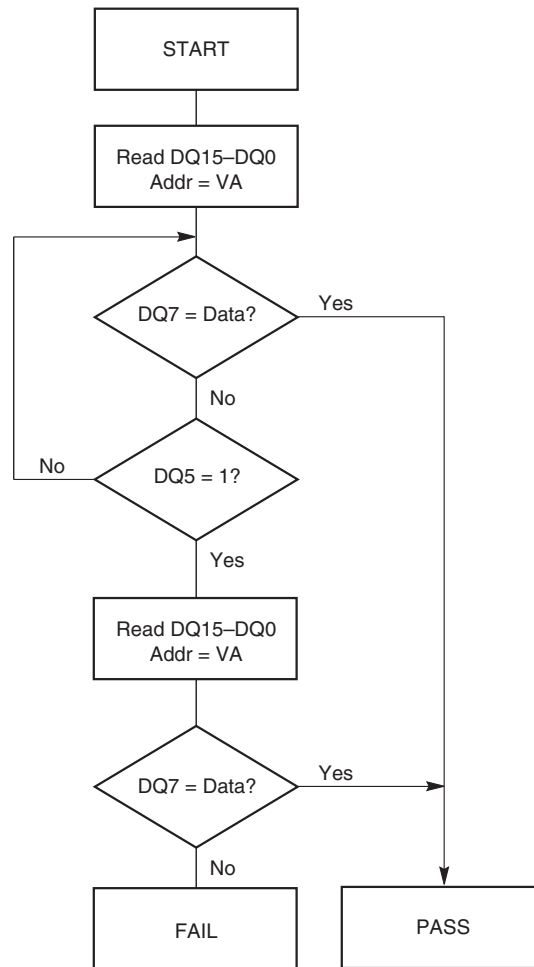 START
Read DQ15–DQ0
Addr = VA
DQ7 = Data?
Yes
No
No
DQ5 = 1?
Yes
Read DQ15–DQ0
Addr = VA
DQ7 = Data?
Yes
No
FAIL
PASS